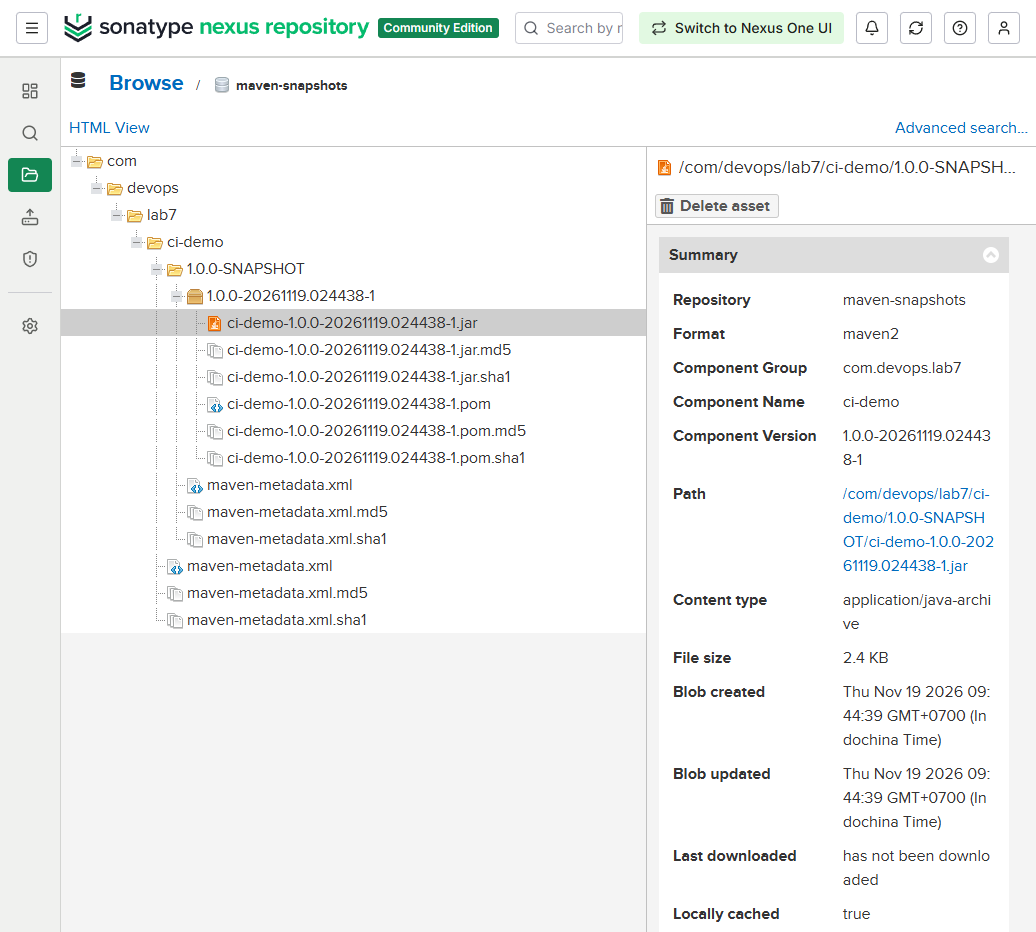 sonatype nexus repository Community Edition Search by r Switch to Nexus One UI
Browse / maven-snapshots
HTML View Advanced search...
com
devops
lab7
ci-demo
1.0.0-SNAPSHOT
1.0.0-20261119.024438-1
ci-demo-1.0.0-20261119.024438-1.jar
ci-demo-1.0.0-20261119.024438-1.jar.md5
ci-demo-1.0.0-20261119.024438-1.jar.sha1
ci-demo-1.0.0-20261119.024438-1.pom
ci-demo-1.0.0-20261119.024438-1.pom.md5
ci-demo-1.0.0-20261119.024438-1.pom.sha1
maven-metadata.xml
maven-metadata.xml.md5
maven-metadata.xml.sha1
maven-metadata.xml
maven-metadata.xml.md5
maven-metadata.xml.sha1
/com/devops/lab7/ci-demo/1.0.0-SNAPSH...
Delete asset
Summary
Repository maven-snapshots
Format maven2
Component Group com.devops.lab7
Component Name ci-demo
Component Version 1.0.0-20261119.02443
8-1
Path /com/devops/lab7/ci-
demo/1.0.0-SNAPSH
OT/ci-demo-1.0.0-202
61119.024438-1.jar
Content type application/java-archi
ve
File size 2.4 KB
Blob created Thu Nov 19 2026 09:
44:39 GMT+0700 (In
dochina Time)
Blob updated Thu Nov 19 2026 09:
44:39 GMT+0700 (In
dochina Time)
Last downloaded has not been downlo
aded
Locally cached true